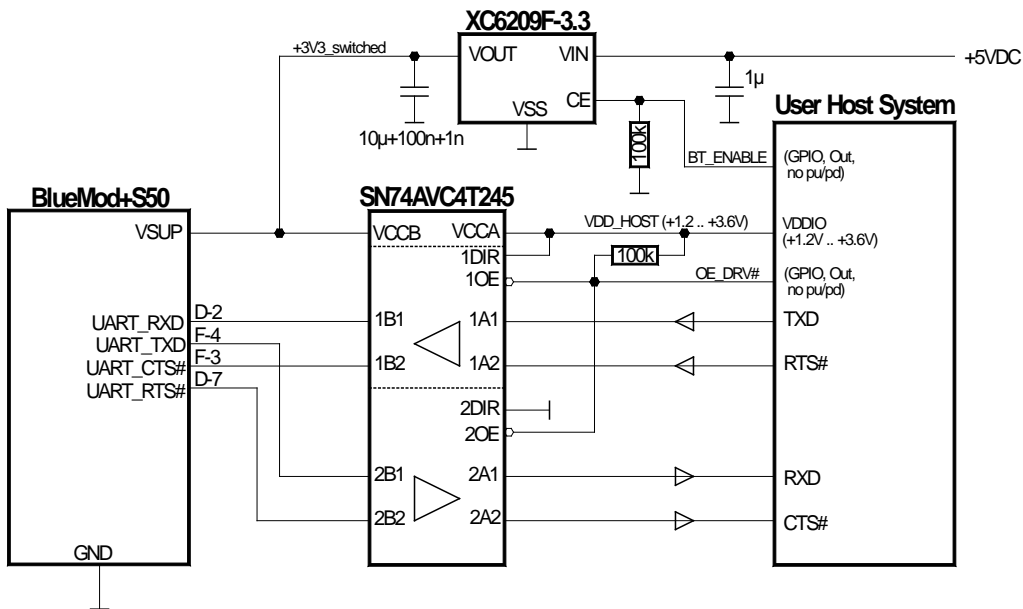 XC6209F-3.3
+3V3_switched
VOUT
VIN
+5VDC
CE
VSS
1µ
10µ+100n+1n
100k
User Host System
BT_ENABLE
(GPIO, Out,
no pu/pd)
BlueMod+S50
SN74AVC4T245
VSUP
VCCB
VCCA
VDD_HOST (+1.2 .. +3.6V)
VDDIO
(+1.2V .. +3.6V)
1DIR
100k
1OE
OE_DRV#
(GPIO, Out,
no pu/pd)
UART_RXD
D-2
1B1
1A1
TXD
UART_TXD
F-4
UART_CTS#
F-3
1B2
1A2
RTS#
UART_RTS#
D-7
2DIR
2OE
2B1
2A1
RXD
2B2
2A2
CTS#
GND